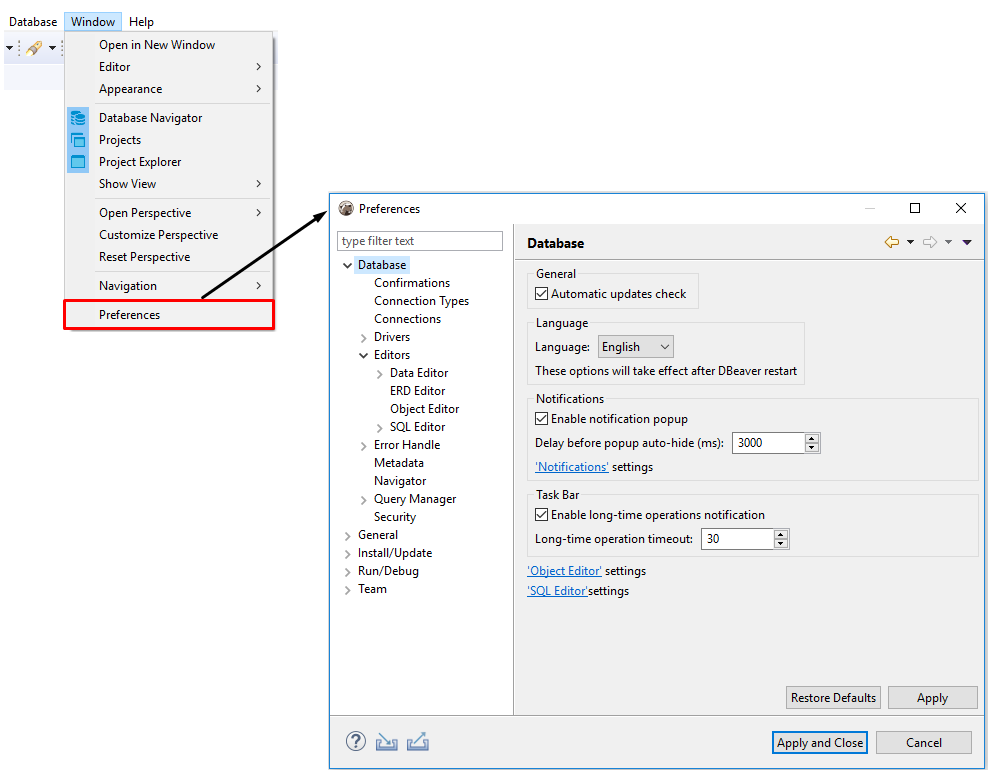 Database Window Help
Open in New Window
Editor
Appearance
Database Navigator
Projects
Project Explorer
Show View
Open Perspective
Customize Perspective
Reset Perspective
Navigation
Preferences
Preferences
type filter text
Database
Confirmations
Connection Types
Connections
Drivers
Editors
Data Editor
ERD Editor
Object Editor
SQL Editor
Error Handle
Metadata
Navigator
Query Manager
Security
General
Install/Update
Run/Debug
Team
Database
General
Automatic updates check
Language
Language: English
These options will take effect after DBeaver restart
Notifications
Enable notification popup
Delay before popup auto-hide (ms): 3000
'Notifications' settings
Task Bar
Enable long-time operations notification
Long-time operation timeout: 30
'Object Editor' settings
'SQL Editor'settings
Restore Defaults Apply
? Apply and Close Cancel